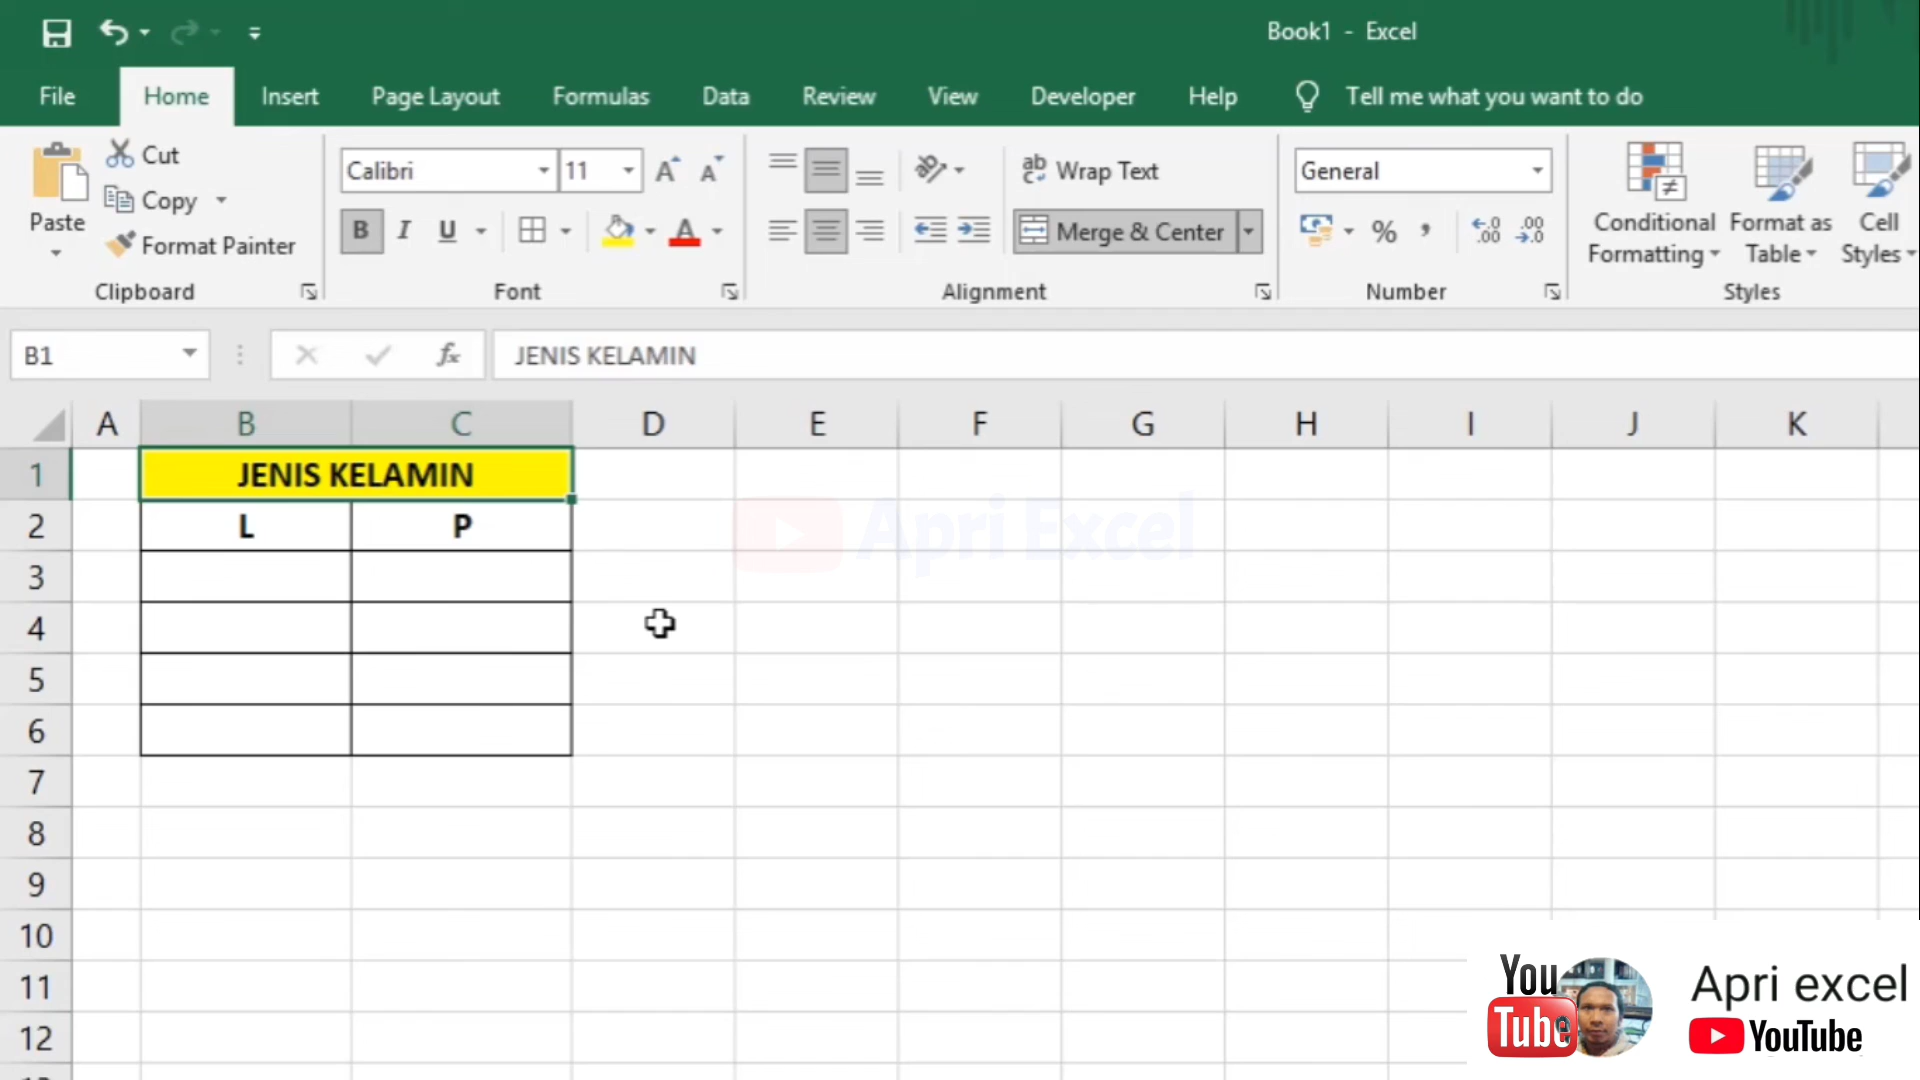 Book1 - Excel
File Home Insert Page Layout Formulas Data Review View Developer Help Tell me what you want to do
Paste
Cut
Copy
Format Painter
Clipboard
Calibri 11
B I U
Font
Wrap Text
Merge & Center
Alignment
General
Number
Conditional Formatting
Format as Table
Cell Styles
Styles
B1 fx JENIS KELAMIN
A B C D E F G H I J K
1 JENIS KELAMIN
2 L P
3
4
5
6
7
8
9
10
11
12
Apri Excel
You Tube
Apri excel
YouTube